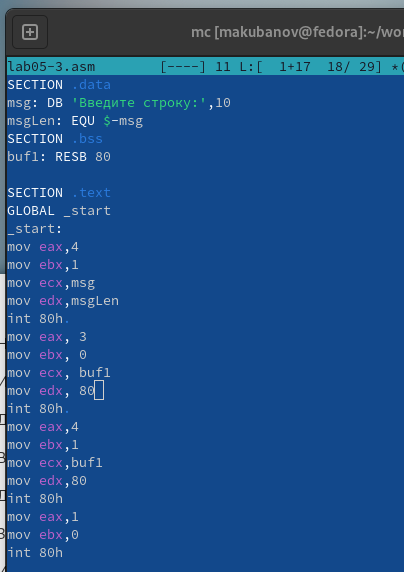 mc [makubanov@fedora]:~/wo
lab05-3.asm [----] 11 L:[ 1+17 18/ 29] *(
SECTION .data
msg: DB 'Введите строку:',10
msgLen: EQU $-msg
SECTION .bss
buf1: RESB 80
SECTION .text
GLOBAL _start
_start:
mov eax,4
mov ebx,1
mov ecx,msg
mov edx,msgLen
int 80h
mov eax, 3
mov ebx, 0
mov ecx, buf1
mov edx, 80
int 80h
mov eax,4
mov ebx,1
mov ecx,buf1
mov edx,80
int 80h
mov eax,1
mov ebx,0
int 80h